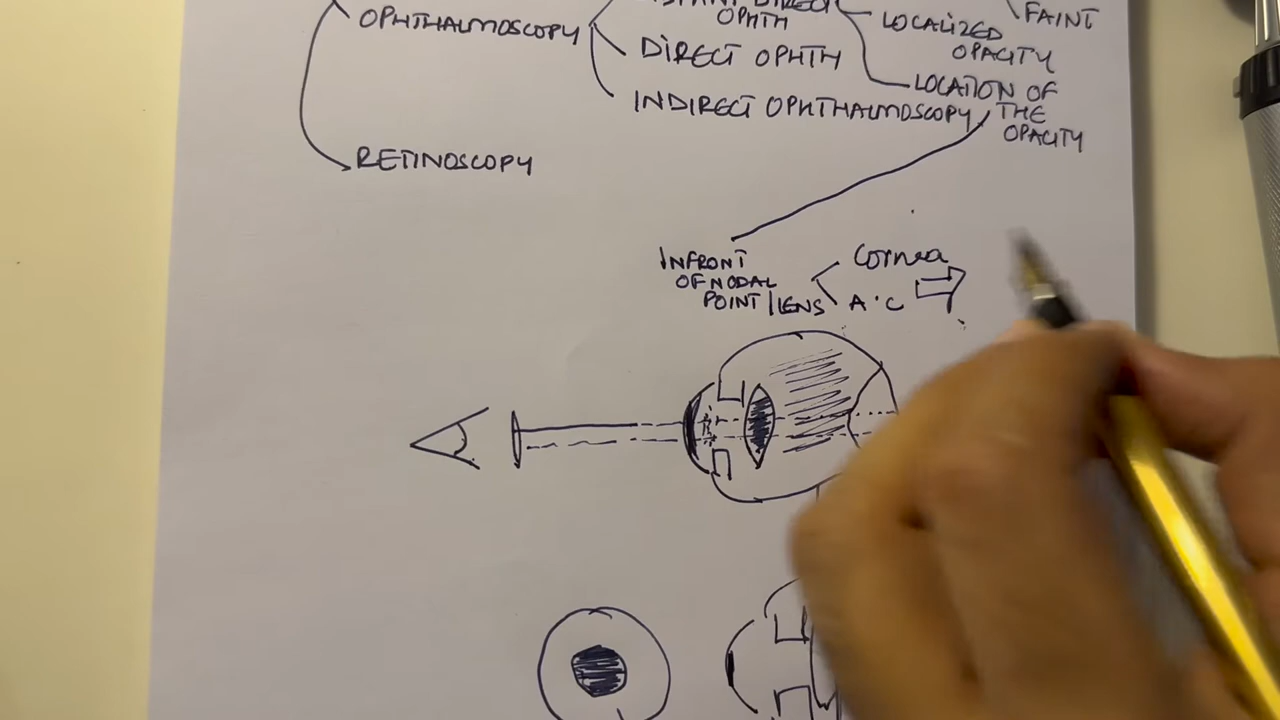 OPHTHALMOSCOPY
DIRECT
OPHTH
DIRECT OPHTH
INDIRECT OPHTHALMOSCOPY
RETINOSCOPY
FAINT
LOCALIZED
OPACITY
LOCATION OF
THE
OPACITY
INFRONT
OF NODAL
POINT / LENS
Cornea
A.C